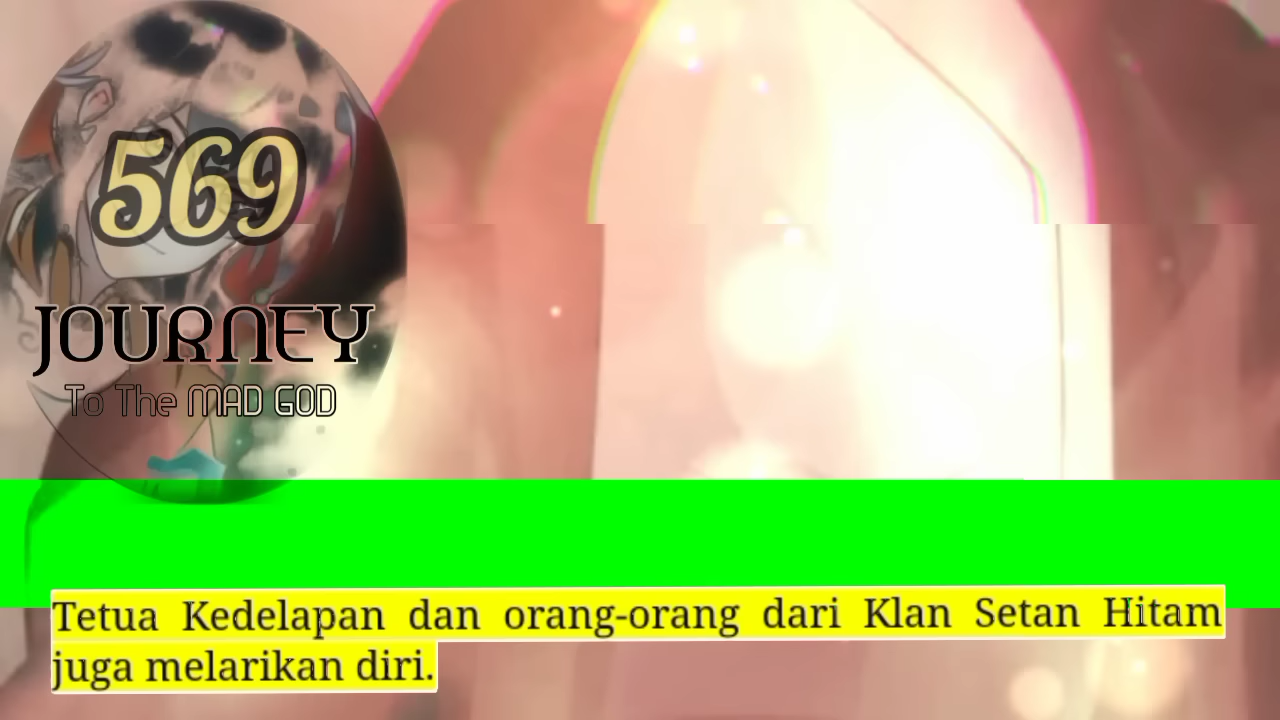 569
JOURNEY
To The MAD GOD
Tetua Kedelapan dan orang-orang dari Klan Setan Hitam
juga melarikan diri.